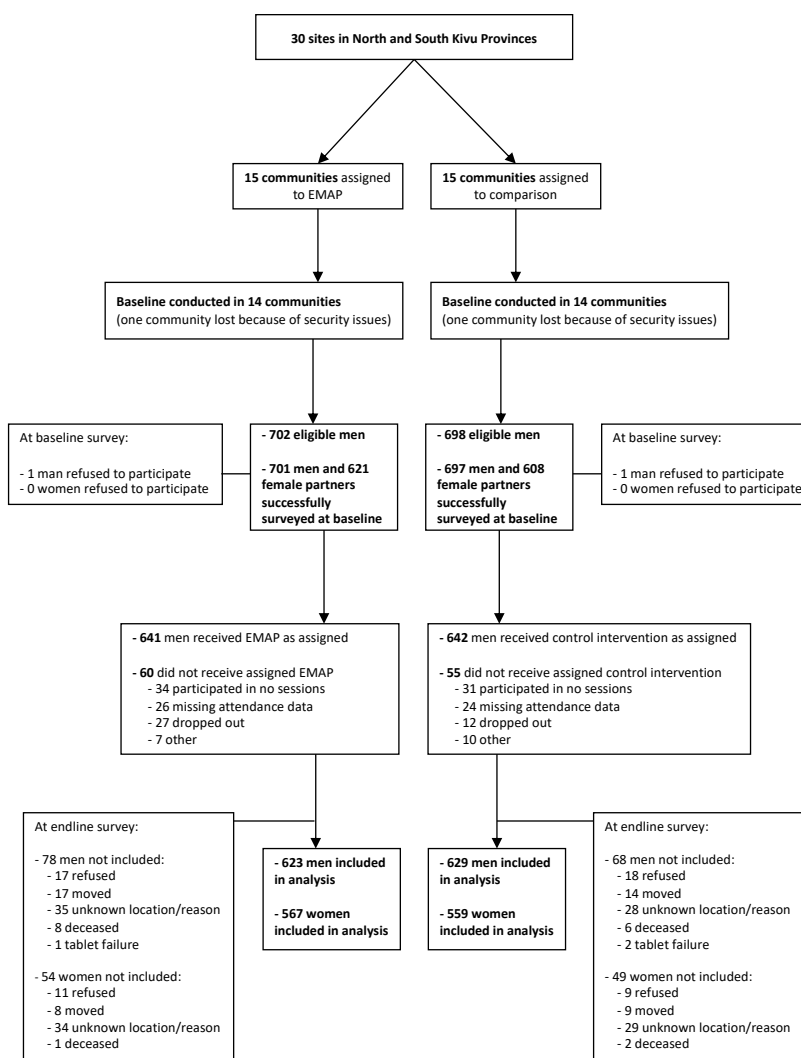 30 sites in North and South Kivu Provinces
15 communities assigned
to EMAP
15 communities assigned
to comparison
Baseline conducted in 14 communities
(one community lost because of security issues)
Baseline conducted in 14 communities
(one community lost because of security issues)
At baseline survey:
- 1 man refused to participate
- 0 women refused to participate
- 702 eligible men
- 701 men and 621
female partners
successfully
surveyed at baseline
- 698 eligible men
- 697 men and 608
female partners
successfully
surveyed at baseline
At baseline survey:
- 1 man refused to participate
- 0 women refused to participate
- 641 men received EMAP as assigned
- 60 did not receive assigned EMAP
- 34 participated in no sessions
- 26 missing attendance data
- 27 dropped out
- 7 other
- 642 men received control intervention as assigned
- 55 did not receive assigned control intervention
- 31 participated in no sessions
- 24 missing attendance data
- 12 dropped out
- 10 other
At endline survey:
- 78 men not included:
- 17 refused
- 17 moved
- 35 unknown location/reason
- 8 deceased
- 1 tablet failure
- 54 women not included:
- 11 refused
- 8 moved
- 34 unknown location/reason
- 1 deceased
- 623 men included
in analysis
- 567 women
included in analysis
- 629 men included
in analysis
- 559 women
included in analysis
At endline survey:
- 68 men not included:
- 18 refused
- 14 moved
- 28 unknown location/reason
- 6 deceased
- 2 tablet failure
- 49 women not included:
- 9 refused
- 9 moved
- 29 unknown location/reason
- 2 deceased